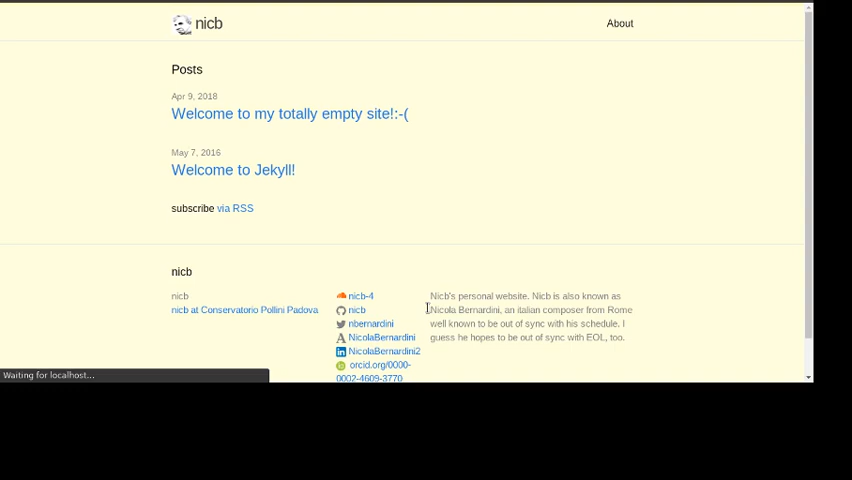 nicb
About
Posts
Apr 9, 2018
Welcome to my totally empty site!:-(
May 7, 2016
Welcome to Jekyll!
subscribe via RSS
nicb
nicb
nicb at Conservatorio Pollini Padova
nicb-4
nicb
nbernardini
NicolaBernardini
NicolaBernardini2
orcid.org/0000-
0002-4609-3770
Nicb's personal website. Nicb is also known as
Nicola Bernardini, an italian composer from Rome
well known to be out of sync with his schedule. I
guess he hopes to be out of sync with EOL, too.
Waiting for localhost...